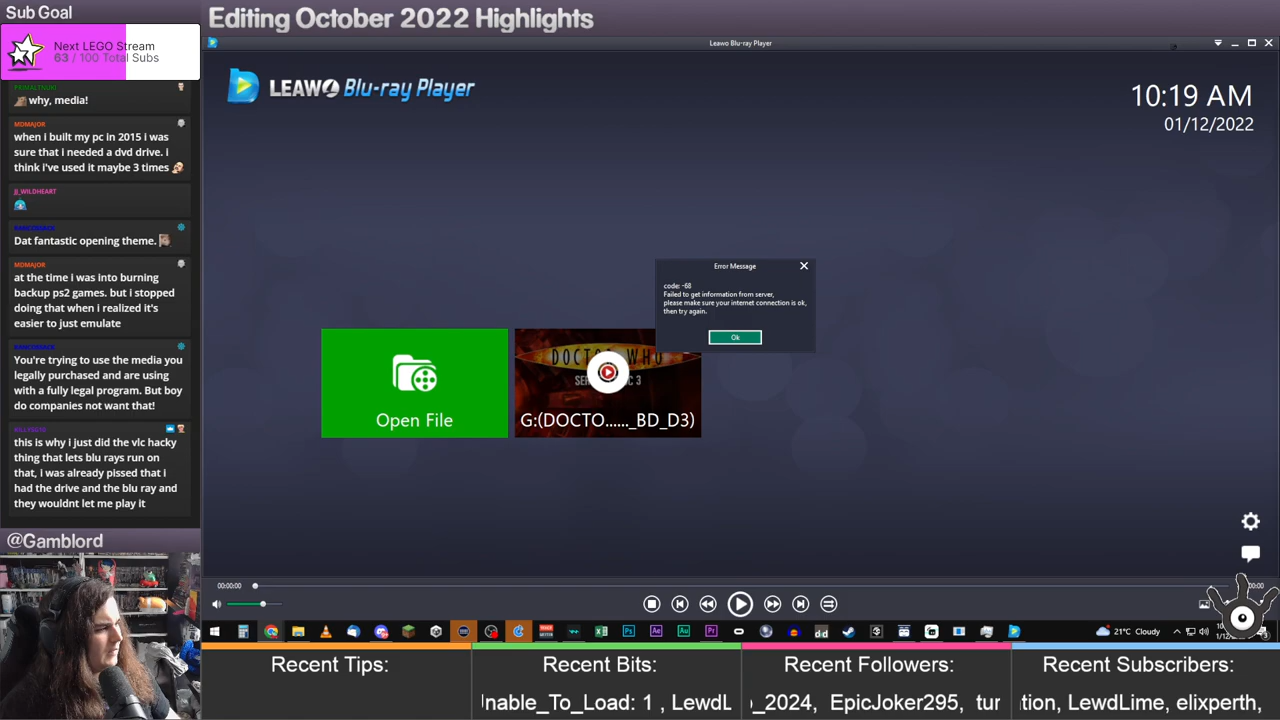 Sub Goal
Editing October 2022 Highlights
Next LEGO Stream
63 / 100 Total Subs
Leawo Blu-ray Player
LEAWO Blu-ray Player
10:19 AM
01/12/2022
why, media!
MDMAJOR
when i built my pc in 2015 i was
sure that i needed a dvd drive. i
think i've used it maybe 3 times
JJ_WILDHEART
Dat fantastic opening theme.
MDMAJOR
at the time i was into burning
backup ps2 games. but i stopped
doing that when i realized it's
easier to just emulate
You're trying to use the media you
legally purchased and are using
with a fully legal program. But boy
do companies not want that!
this is why i just did the vlc hacky
thing that lets blu rays run on
that, i was already pissed that i
had the drive and the blu ray and
they wouldnt let me play it
Error Message
code: -68
Failed to get information from server,
please make sure your internet connection is ok,
then try again.
Ok
Open File
DOCTOR WHO
G:(DOCTO......_BD_D3)
@Gamblord
00:00:00
21°C Cloudy
Recent Tips:
Recent Bits:
Recent Followers:
Recent Subscribers:
Jnable_To_Load: 1 , LewdL
_2024, EpicJoker295, tur
tion, LewdLime, elixperth,